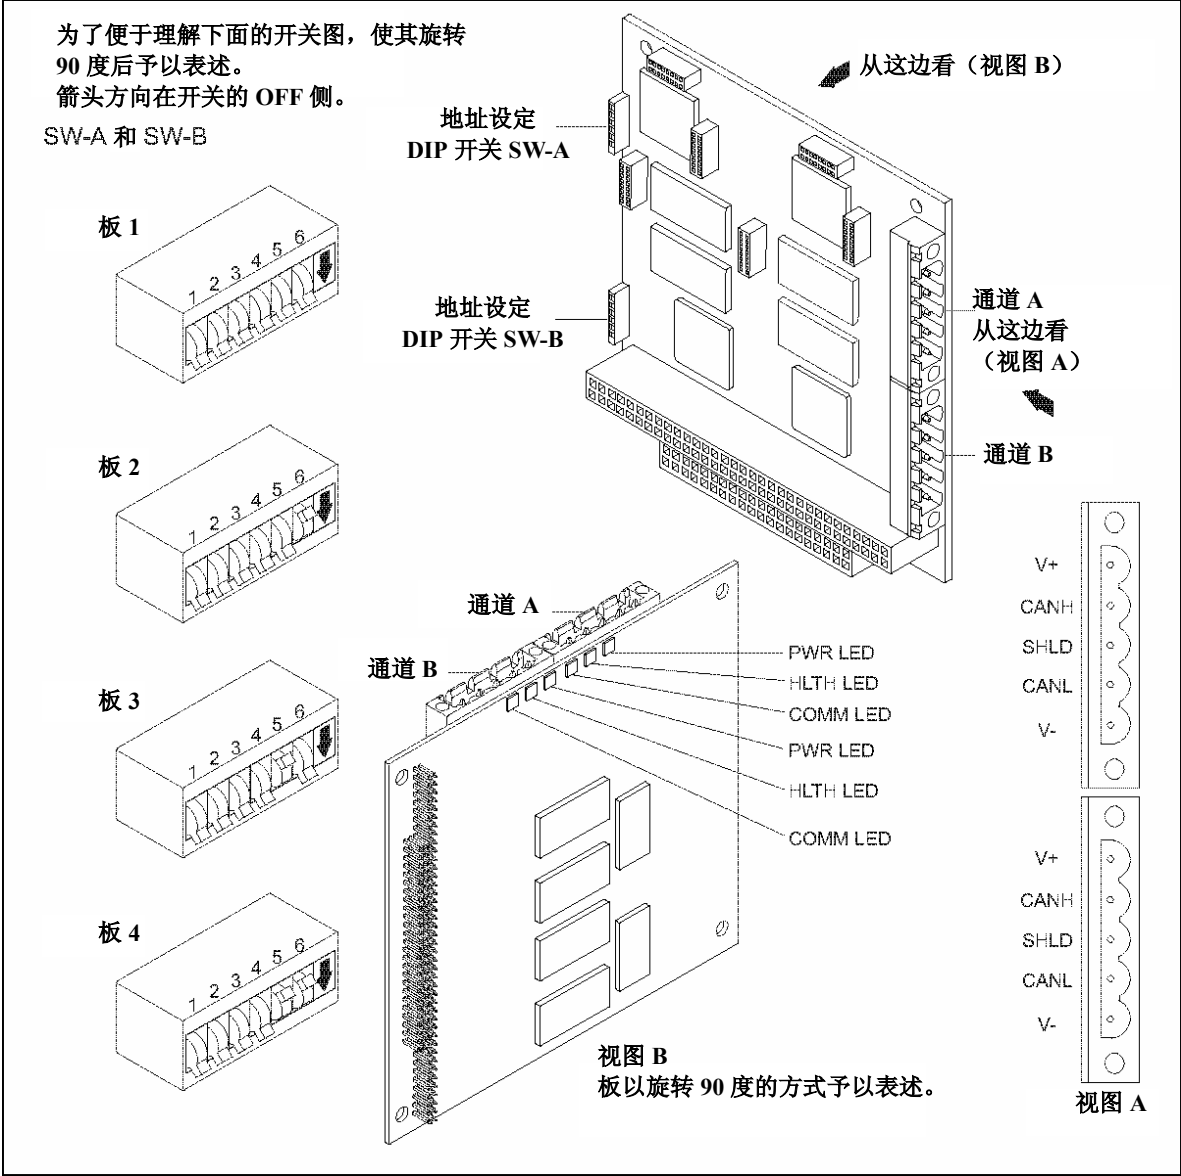 为了便于理解下面的开关图，使其旋转
90 度后予以表述。
箭头方向在开关的 OFF 侧。
SW-A 和 SW-B
板 1
1 2 3 4 5 6
板 2
1 2 3 4 5 6
板 3
1 2 3 4 5 6
板 4
1 2 3 4 5 6
从这边看（视图 B）
地址设定
DIP 开关 SW-A
地址设定
DIP 开关 SW-B
通道 A
从这边看
（视图 A）
通道 B
通道 A
通道 B
PWR LED
HLTH LED
COMM LED
PWR LED
HLTH LED
COMM LED
视图 B
板以旋转 90 度的方式予以表述。
V+
CANH
SHLD
CANL
V-
V+
CANH
SHLD
CANL
V-
视图 A